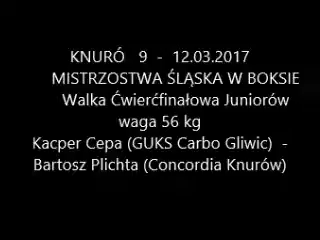 KNURÓ 9 - 12.03.2017
MISTRZOSTWA ŚLĄSKA W BOKSIE
Walka Ćwierćfinałowa Juniorów
waga 56 kg
Kacper Cepa (GUKS Carbo Gliwic) -
Bartosz Plichta (Concordia Knurów)